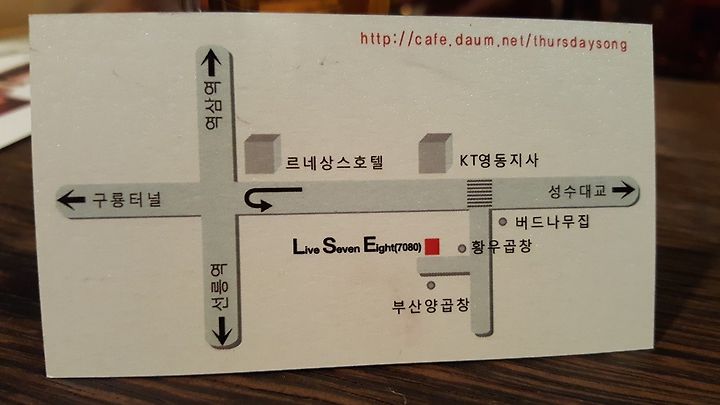 http://cafe.daum.net/thursdaysong
역삼역
르네상스호텔
KT영동지사
구룡터널
성수대교
버드나무집
Live Seven Eight(7080)
황우곱창
선릉역
부산양곱창